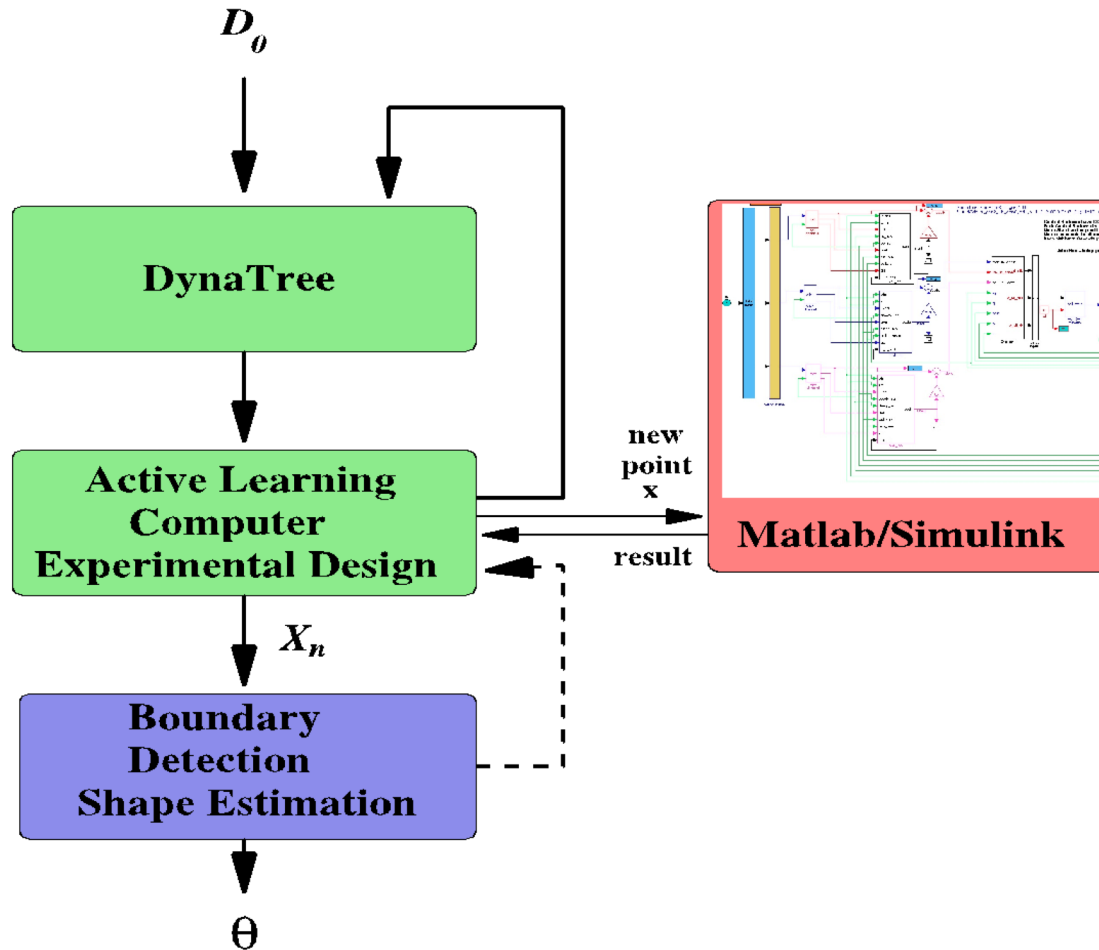 D0
DynaTree
Active Learning
Computer
Experimental Design
new
point
x
result
Matlab/Simulink
Xn
Boundary
Detection
Shape Estimation
θ